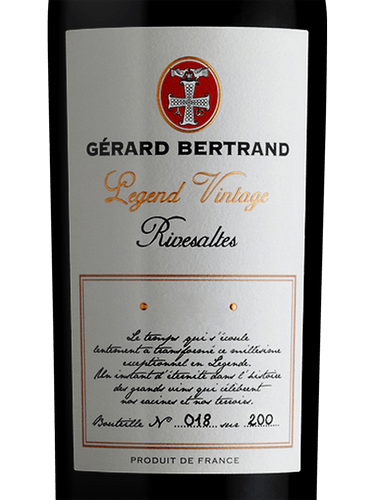 GÉRARD BERTRAND
Legend Vintage
Rivesaltes
Le temps qui s'écoule
lentement a transformé ce millésime
exceptionnel en Légende.
Un instant d'éternité dans l'histoire
des grands vins qui célèbrent
nos racines et nos terroirs.
Bouteille N° 018 sur 200
PRODUIT DE FRANCE